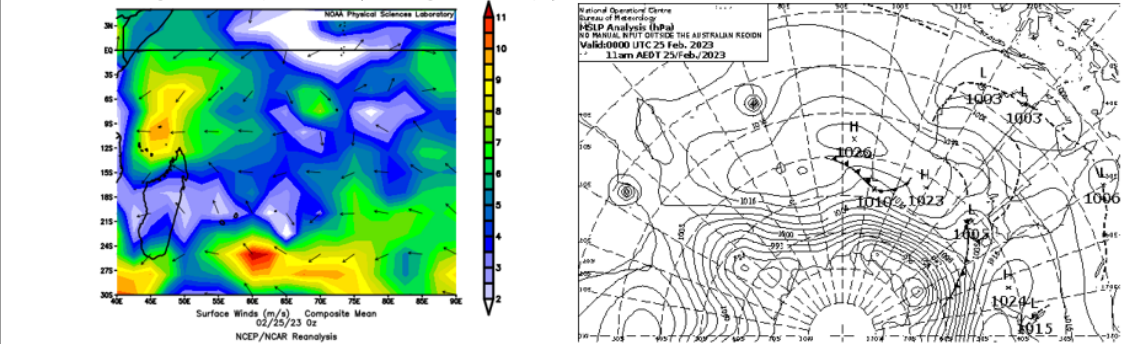 NOAA Physical Sciences Laboratory
3N
EQ
3S
6S
9S
12S
15S
18S
21S
24S
27S
30S
40E 45E 50E 55E 60E 65E 70E 75E 80E 85E 90E
11
10
9
8
7
6
5
4
3
2
Surface Winds (m/s) Composite Mean
02/25/23 0z
NCEP/NCAR Reanalysis
National Operations Centre
Bureau of Meteorology
MSLP Analysis (hPa)
NO MANUAL INPUT OUTSIDE THE AUSTRALIAN REGION
Valid:0000 UTC 25 Feb. 2023
11am AEDT 25/Feb./2023
L
1003
L
1003
H
1026
H
1023
1010
L
1006
L
1005
H
1024
L
1015
1016
1000